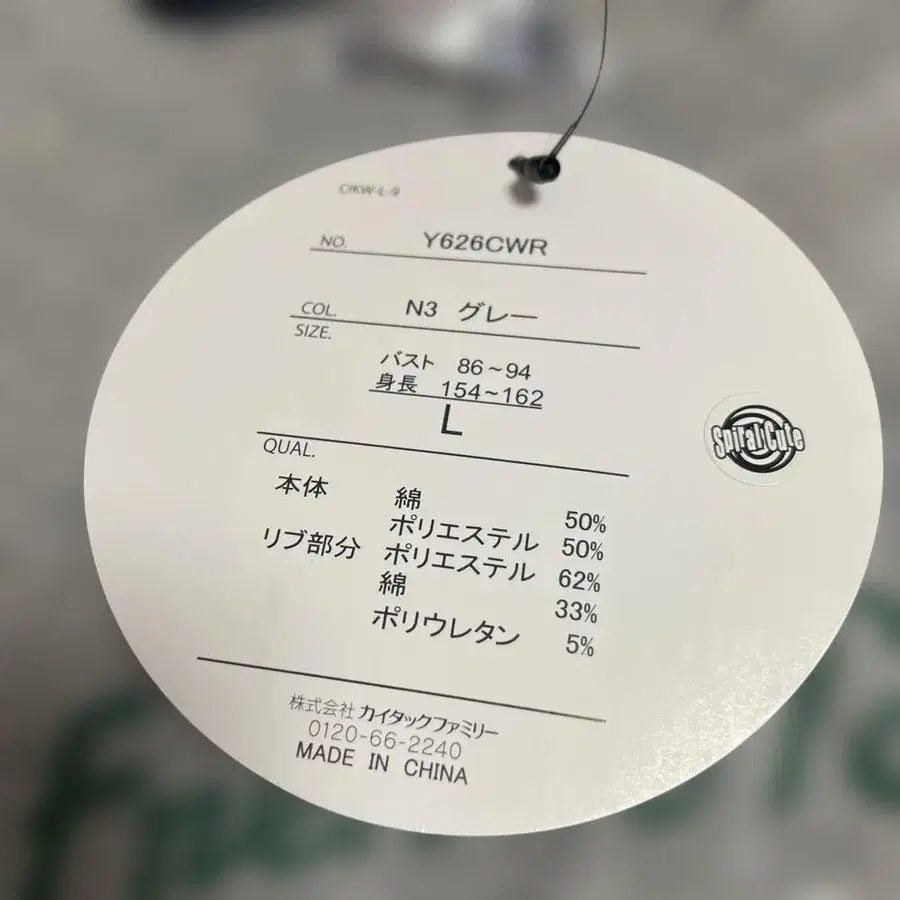 C/KW-L-9
NO. Y626CWR
COL. N3 グレー
SIZE.
バスト 86~94
身長 154~162
L
QUAL.
本体 綿 50%
ポリエステル 50%
リブ部分 ポリエステル 62%
綿 33%
ポリウレタン 5%
Spiral Cute
株式会社 カイタックファミリー
0120-66-2240
MADE IN CHINA